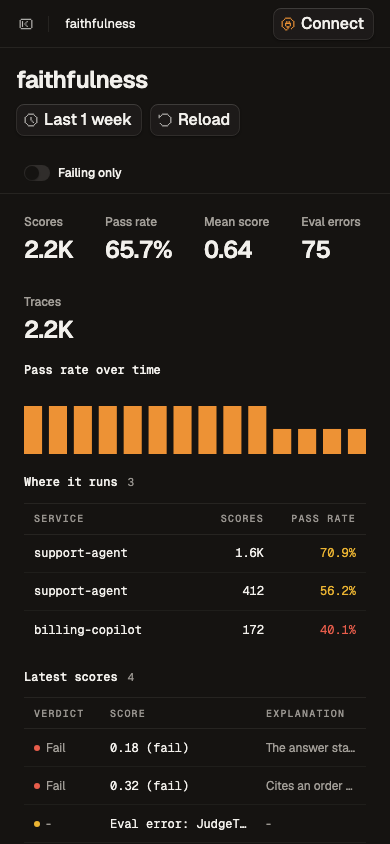 faithfulness
Connect
faithfulness
Last 1 week
Reload
Failing only
Scores Pass rate Mean score Eval errors
2.2K 65.7% 0.64 75
Traces
2.2K
Pass rate over time
Where it runs 3
SERVICE SCORES PASS RATE
support-agent 1.6K 70.9%
support-agent 412 56.2%
billing-copilot 172 40.1%
Latest scores 4
VERDICT SCORE EXPLANATION
Fail 0.18 (fail) The answer sta…
Fail 0.32 (fail) Cites an order …
- Eval error: JudgeT… -